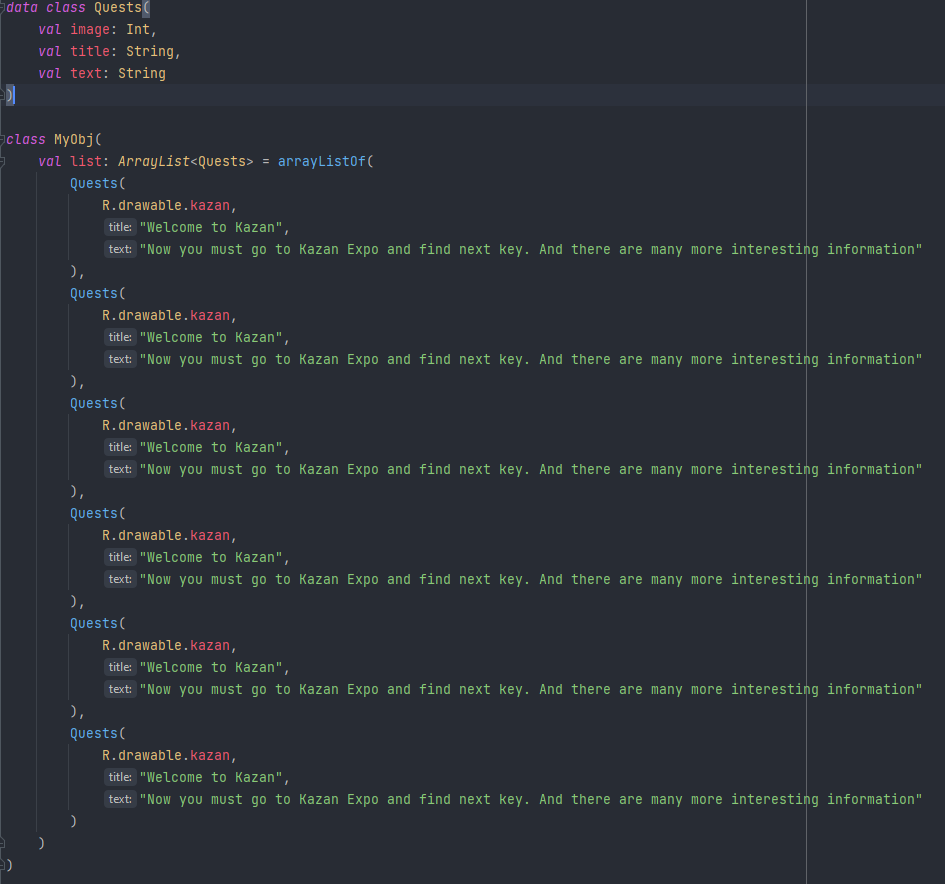 data class Quests(
    val image: Int,
    val title: String,
    val text: String
)
class MyObj(
    val list: ArrayList<Quests> = arrayListOf(
        Quests(
            R.drawable.kazan,
            title: "Welcome to Kazan",
            text: "Now you must go to Kazan Expo and find next key. And there are many more interesting information"
        ),
        Quests(
            R.drawable.kazan,
            title: "Welcome to Kazan",
            text: "Now you must go to Kazan Expo and find next key. And there are many more interesting information"
        ),
        Quests(
            R.drawable.kazan,
            title: "Welcome to Kazan",
            text: "Now you must go to Kazan Expo and find next key. And there are many more interesting information"
        ),
        Quests(
            R.drawable.kazan,
            title: "Welcome to Kazan",
            text: "Now you must go to Kazan Expo and find next key. And there are many more interesting information"
        ),
        Quests(
            R.drawable.kazan,
            title: "Welcome to Kazan",
            text: "Now you must go to Kazan Expo and find next key. And there are many more interesting information"
        ),
        Quests(
            R.drawable.kazan,
            title: "Welcome to Kazan",
            text: "Now you must go to Kazan Expo and find next key. And there are many more interesting information"
        )
    )
)